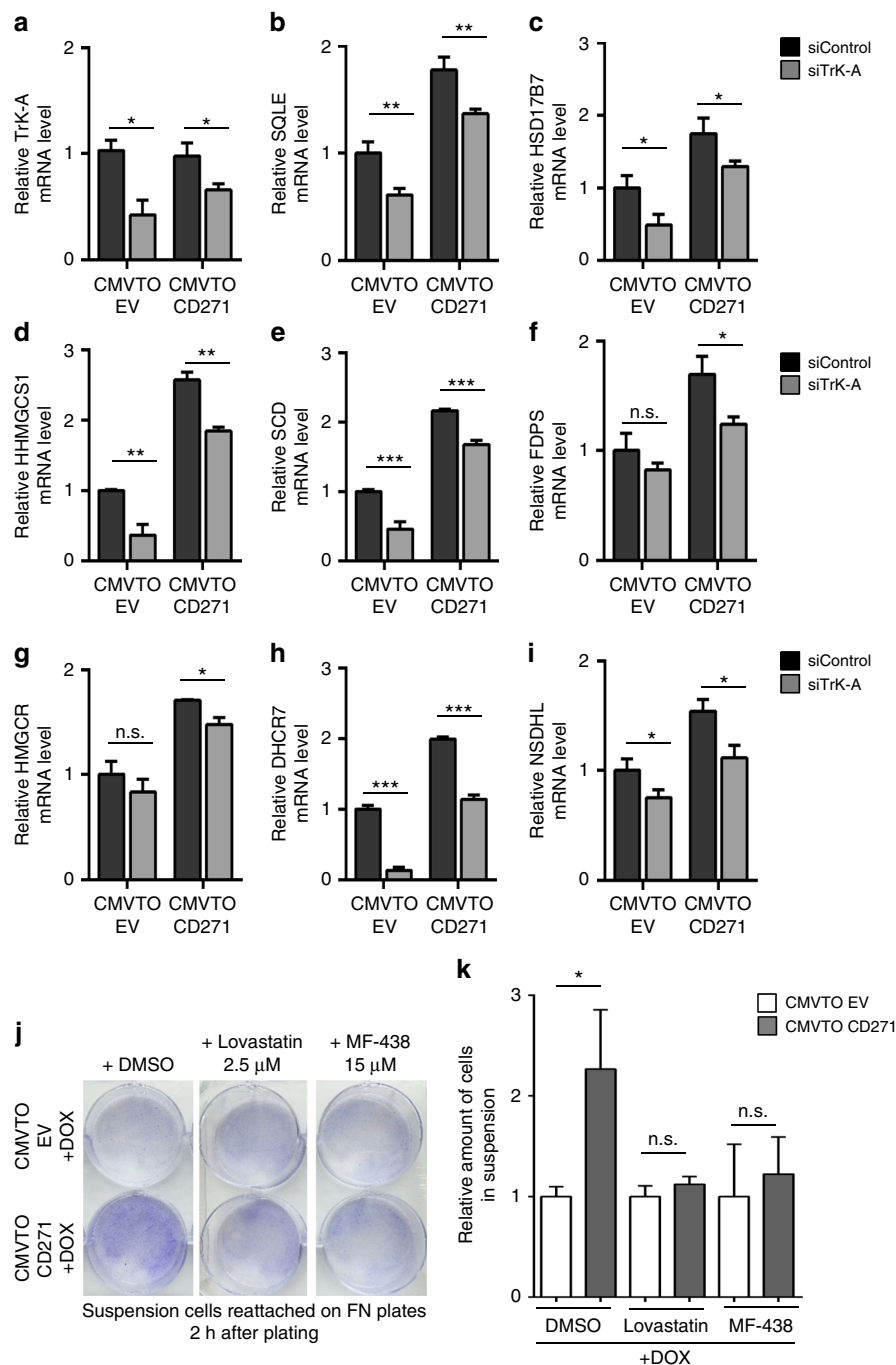 a
b
c
siControl
siTrK-A
Relative TrK-A
mRNA level
2
1
0
*
*
CMVTO
EV
CMVTO
CD271
Relative SQLE
mRNA level
2
1
0
**
**
CMVTO
EV
CMVTO
CD271
Relative HSD17B7
mRNA level
3
2
1
0
*
*
CMVTO
EV
CMVTO
CD271
d
e
f
siControl
siTrK-A
Relative HHMGCS1
mRNA level
3
2
1
0
**
**
CMVTO
EV
CMVTO
CD271
Relative SCD
mRNA level
3
2
1
0
***
***
CMVTO
EV
CMVTO
CD271
Relative FDPS
mRNA level
2
1
0
n.s.
*
CMVTO
EV
CMVTO
CD271
g
h
i
siControl
siTrK-A
Relative HMGCR
mRNA level
2
1
0
n.s.
*
CMVTO
EV
CMVTO
CD271
Relative DHCR7
mRNA level
3
2
1
0
***
***
CMVTO
EV
CMVTO
CD271
Relative NSDHL
mRNA level
2
1
0
*
*
CMVTO
EV
CMVTO
CD271
j
+ DMSO
+ Lovastatin
2.5 µM
+ MF-438
15 µM
CMVTO
EV
+DOX
CMVTO
CD271
+DOX
Suspension cells reattached on FN plates
2 h after plating
k
CMVTO EV
CMVTO CD271
Relative amount of cells
in suspension
3
2
1
0
*
n.s.
n.s.
DMSO
Lovastatin
MF-438
+DOX